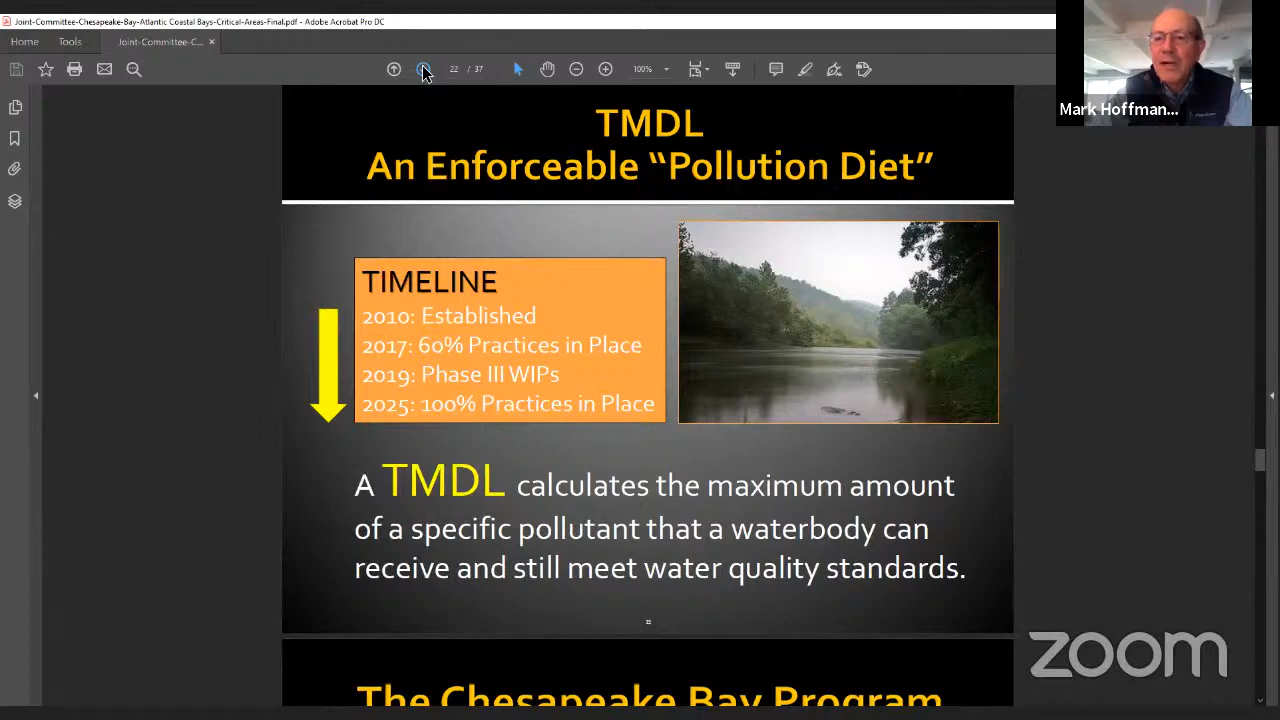 Joint-Committee-Chesapeake-Bay-Atlantic Coastal Bays-Critical-Areas-Final.pdf - Adobe Acrobat Pro DC
Home
Tools
Joint-Committee-C...
22 / 37
100%
Mark Hoffman...
TMDL
An Enforceable “Pollution Diet”
TIMELINE
2010: Established
2017: 60% Practices in Place
2019: Phase III WIPs
2025: 100% Practices in Place
A TMDL calculates the maximum amount
of a specific pollutant that a waterbody can
receive and still meet water quality standards.
22
zoom
The Chesapeake Bay Program